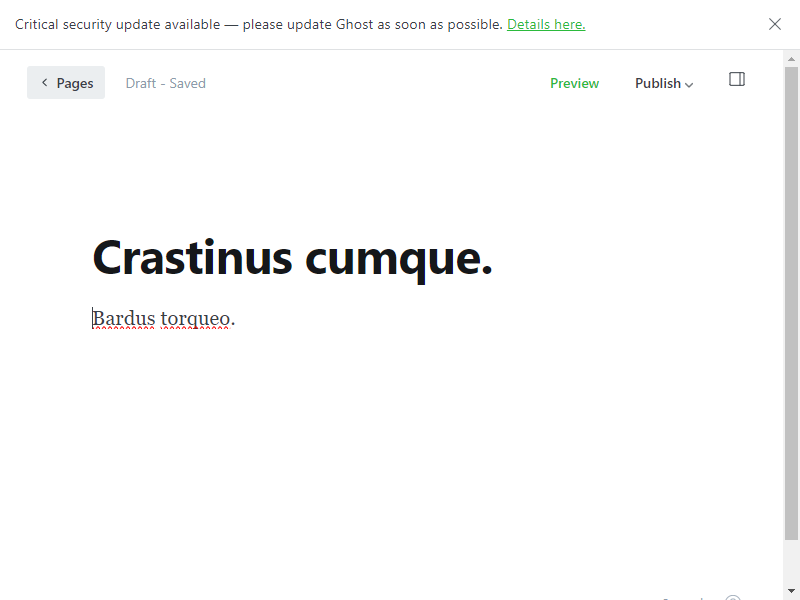 Critical security update available — please update Ghost as soon as possible. Details here.
Pages
Draft - Saved
Preview
Publish
Crastinus cumque.
Bardus torqueo.